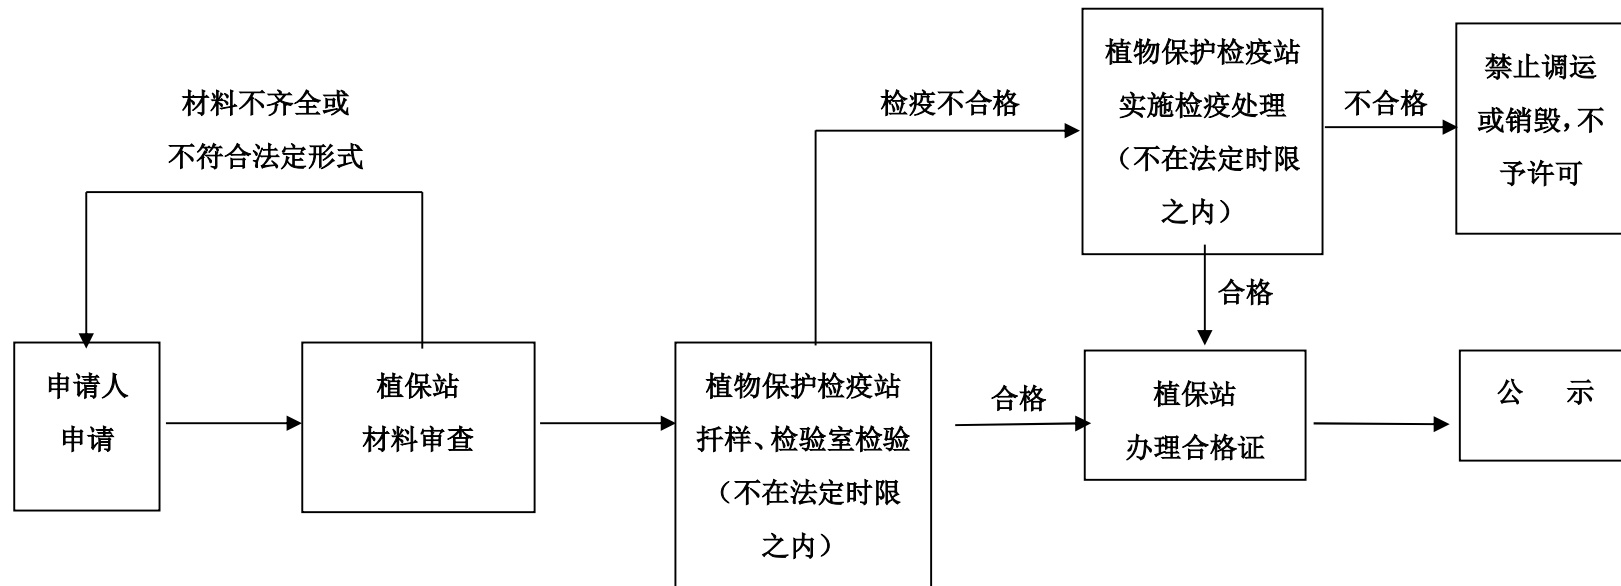 材料不齐全或
不符合法定形式
申请人
申请
植保站
材料审查
植物保护检疫站
扦样、检验室检验
（不在法定时限
之内）
检疫不合格
植物保护检疫站
实施检疫处理
（不在法定时限
之内）
不合格
禁止调运
或销毁，不
予许可
合格
合格
植保站
办理合格证
公 示